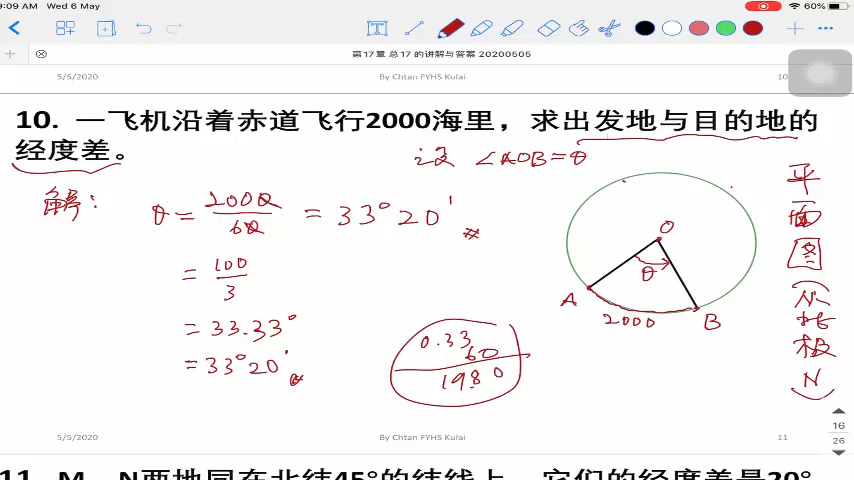 9:09 AM Wed 6 May
60%
第17章 总17 的讲解与答案 20200505
5/5/2020 By Chtan FYHS Kulai 10
10. 一飞机沿着赤道飞行2000海里，求出发地与目的地的
经度差。
设 ∠AOB=θ
解：
θ = 2000/60 = 33°20'
= 100/3
= 33.33°
= 33°20'
0.33
60
19.80
O
θ
A
B
2000
平面图(从北极N)
16
26
5/5/2020 By Chtan FYHS Kulai 11
11. M、N两地同在北纬45°的纬线上，它们的经度差是20°